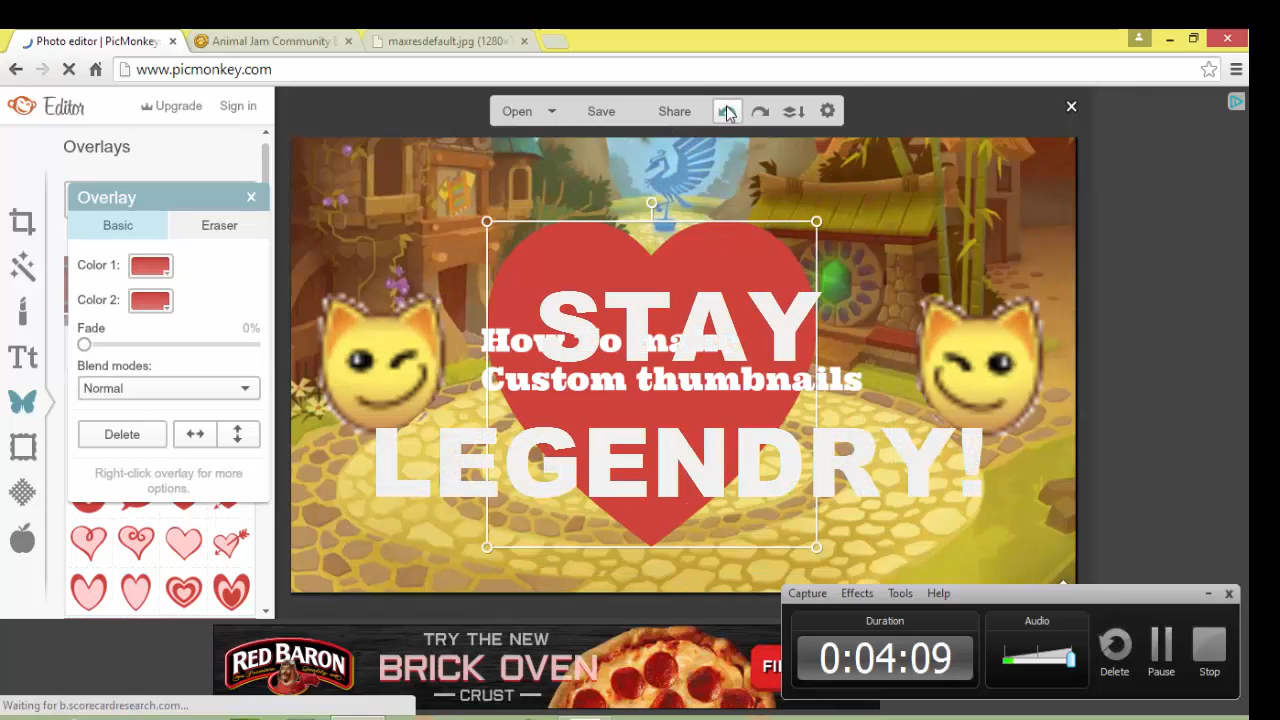 Photo editor | PicMonkey
Animal Jam Community
maxresdefault.jpg (1280×
www.picmonkey.com
Editor
Upgrade
Sign in
Open
Save
Share
Overlays
Overlay
Basic
Eraser
Color 1:
Color 2:
Fade
0%
Blend modes:
Normal
Delete
Right-click overlay for more
options.
STAY
How To make
Custom thumbnails
LEGENDRY!
Capture
Effects
Tools
Help
Duration
Audio
0:04:09
Delete
Pause
Stop
RED BARON
TRY THE NEW
BRICK OVEN
CRUST
FI
Waiting for b.scorecardresearch.com...